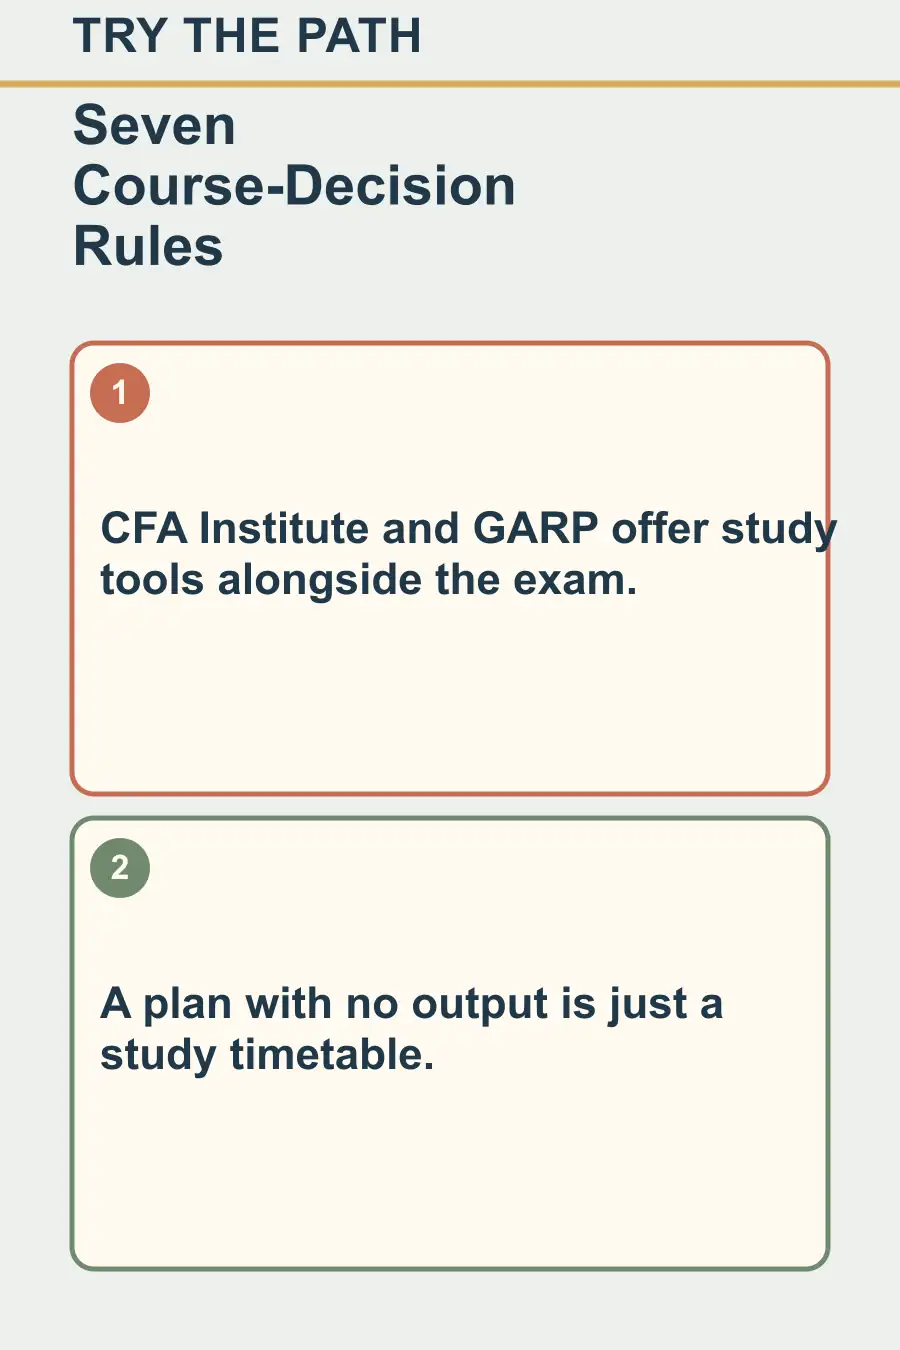 TRY THE PATH
Seven
Course-Decision
Rules
1
CFA Institute and GARP offer study
tools alongside the exam.
2
A plan with no output is just a
study timetable.